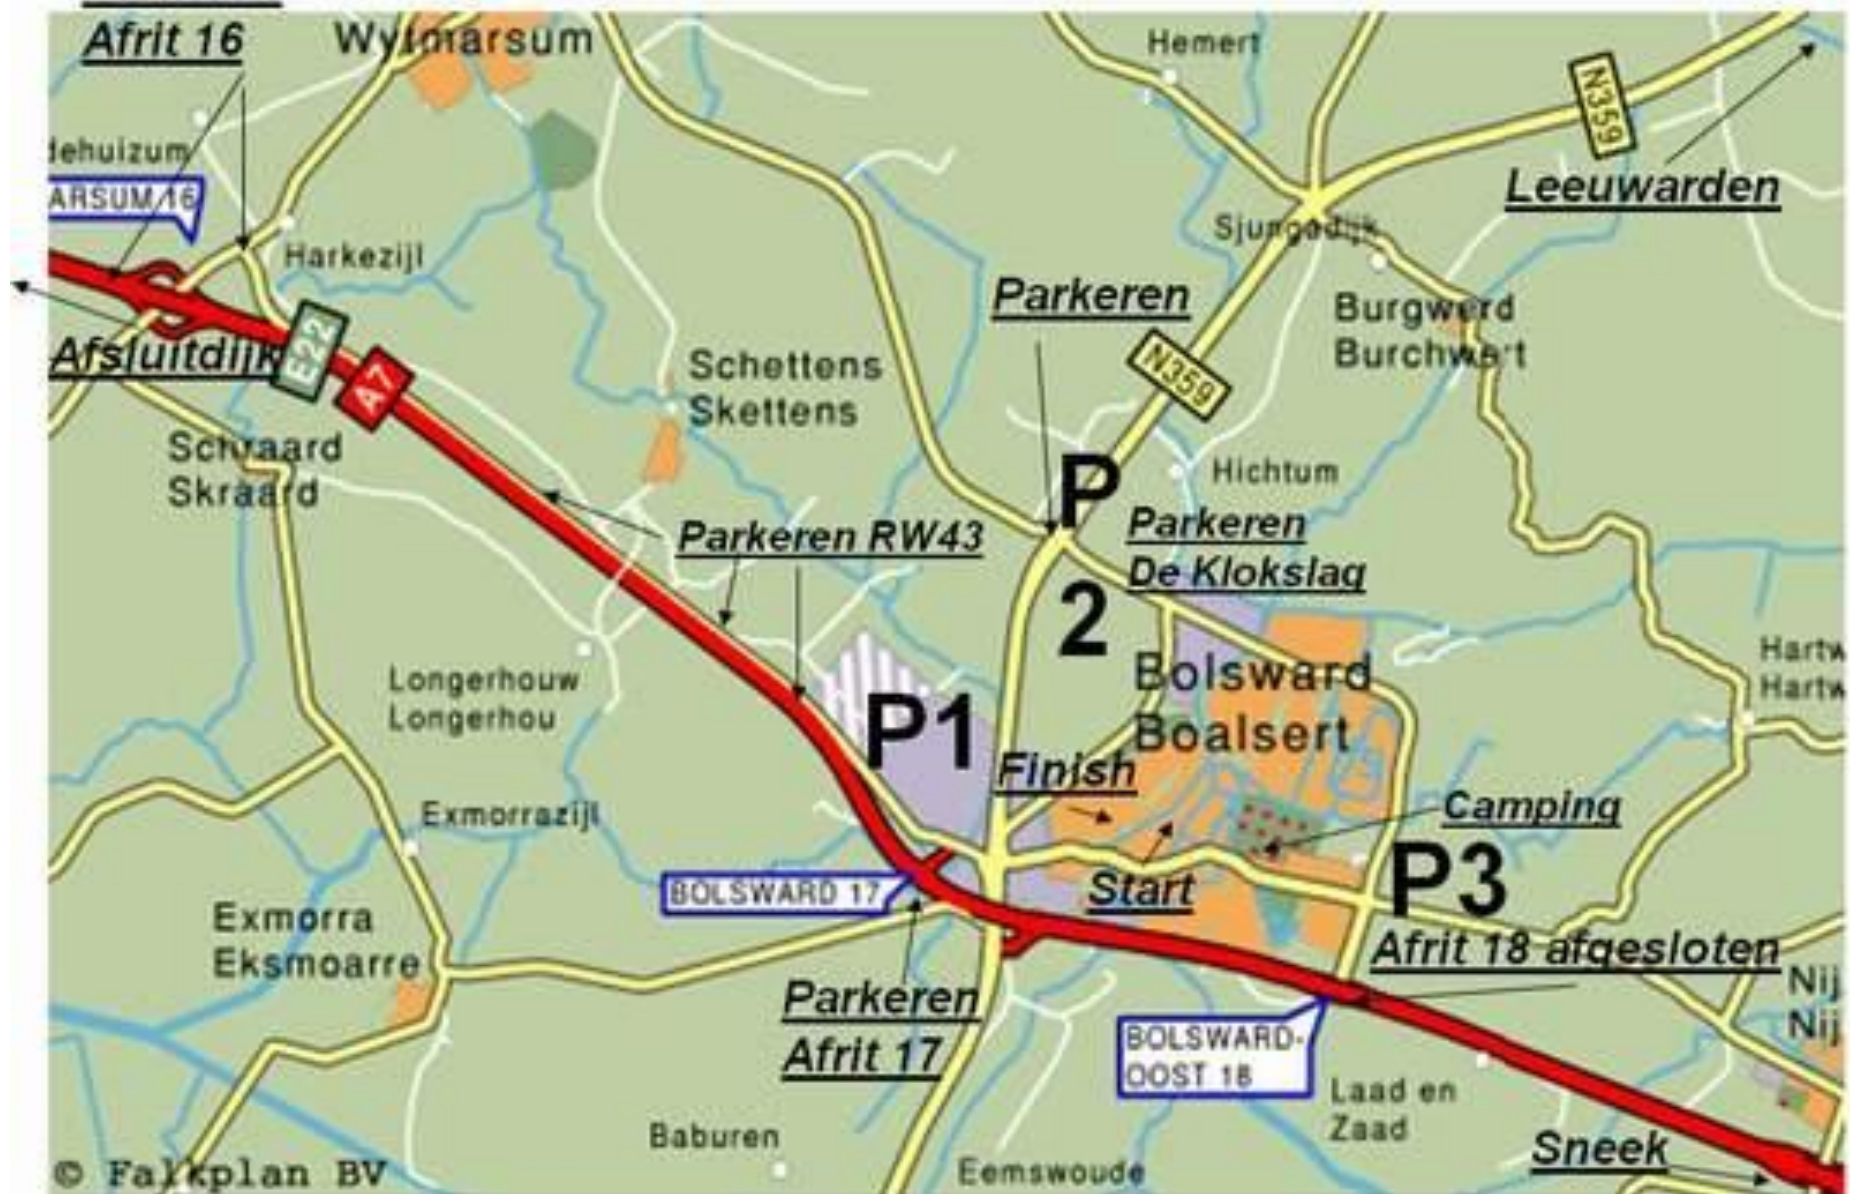 Afrit 16
Wytmarsum
Hemert
N359
dehuizum
ARSUM 16
Leeuwarden
Sjungadijk
Harkezijl
Parkeren
Burgwerd
Burchwert
Afsluitdijk
E22
A7
N359
Schettens
Skettens
Schraard
Skraard
P
2
Hichtum
Parkeren RW43
Parkeren
De Klokslag
Longerhouw
Longerhou
Hartw
Hartw
Bolsward
Boalsert
P1
Finish
Exmorrazijl
Camping
BOLSWARD 17
Start
P3
Exmorra
Eksmoarre
Afrit 18 afgesloten
Parkeren
Afrit 17
Nij
Nij
BOLSWARD-
OOST 18
Laad en
Zaad
Baburen
Sneek
© Falkplan BV
Eemswoude